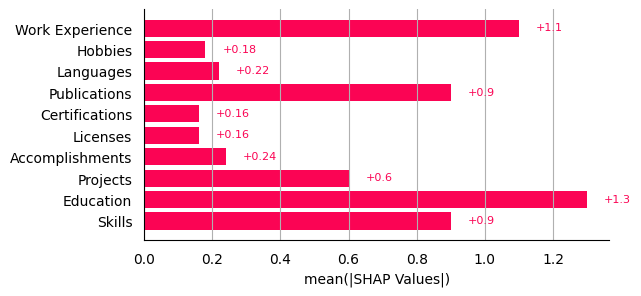 Work Experience +1.1
Hobbies +0.18
Languages +0.22
Publications +0.9
Certifications +0.16
Licenses +0.16
Accomplishments +0.24
Projects +0.6
Education +1.3
Skills +0.9
0.0 0.2 0.4 0.6 0.8 1.0 1.2
mean(|SHAP Values|)